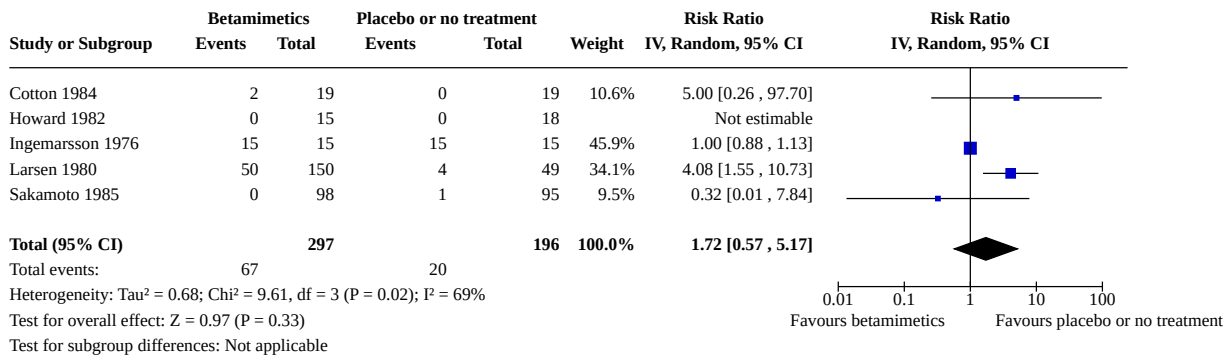 Betamimetics Placebo or no treatment Risk Ratio Risk Ratio
Study or Subgroup Events Total Events Total Weight IV, Random, 95% CI IV, Random, 95% CI
Cotton 1984 2 19 0 19 10.6% 5.00 [0.26 , 97.70]
Howard 1982 0 15 0 18 Not estimable
Ingemarsson 1976 15 15 15 15 45.9% 1.00 [0.88 , 1.13]
Larsen 1980 50 150 4 49 34.1% 4.08 [1.55 , 10.73]
Sakamoto 1985 0 98 1 95 9.5% 0.32 [0.01 , 7.84]
Total (95% CI) 297 196 100.0% 1.72 [0.57 , 5.17]
Total events: 67 20
Heterogeneity: Tau² = 0.68; Chi² = 9.61, df = 3 (P = 0.02); I² = 69%
0.01 0.1 1 10 100
Test for overall effect: Z = 0.97 (P = 0.33)
Favours betamimetics Favours placebo or no treatment
Test for subgroup differences: Not applicable